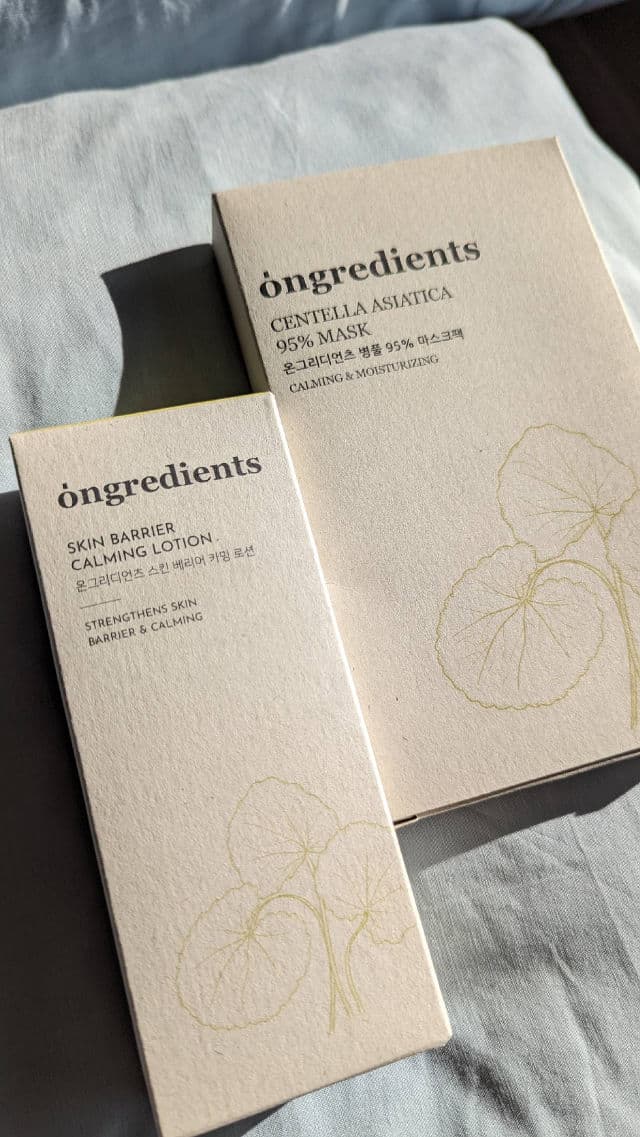 ongredients
CENTELLA ASIATICA
95% MASK
온그리디언츠 병풀 95% 마스크팩
CALMING & MOISTURIZING
ongredients
SKIN BARRIER
CALMING LOTION
온그리디언츠 스킨 베리어 카밍 로션
STRENGTHENS SKIN
BARRIER & CALMING